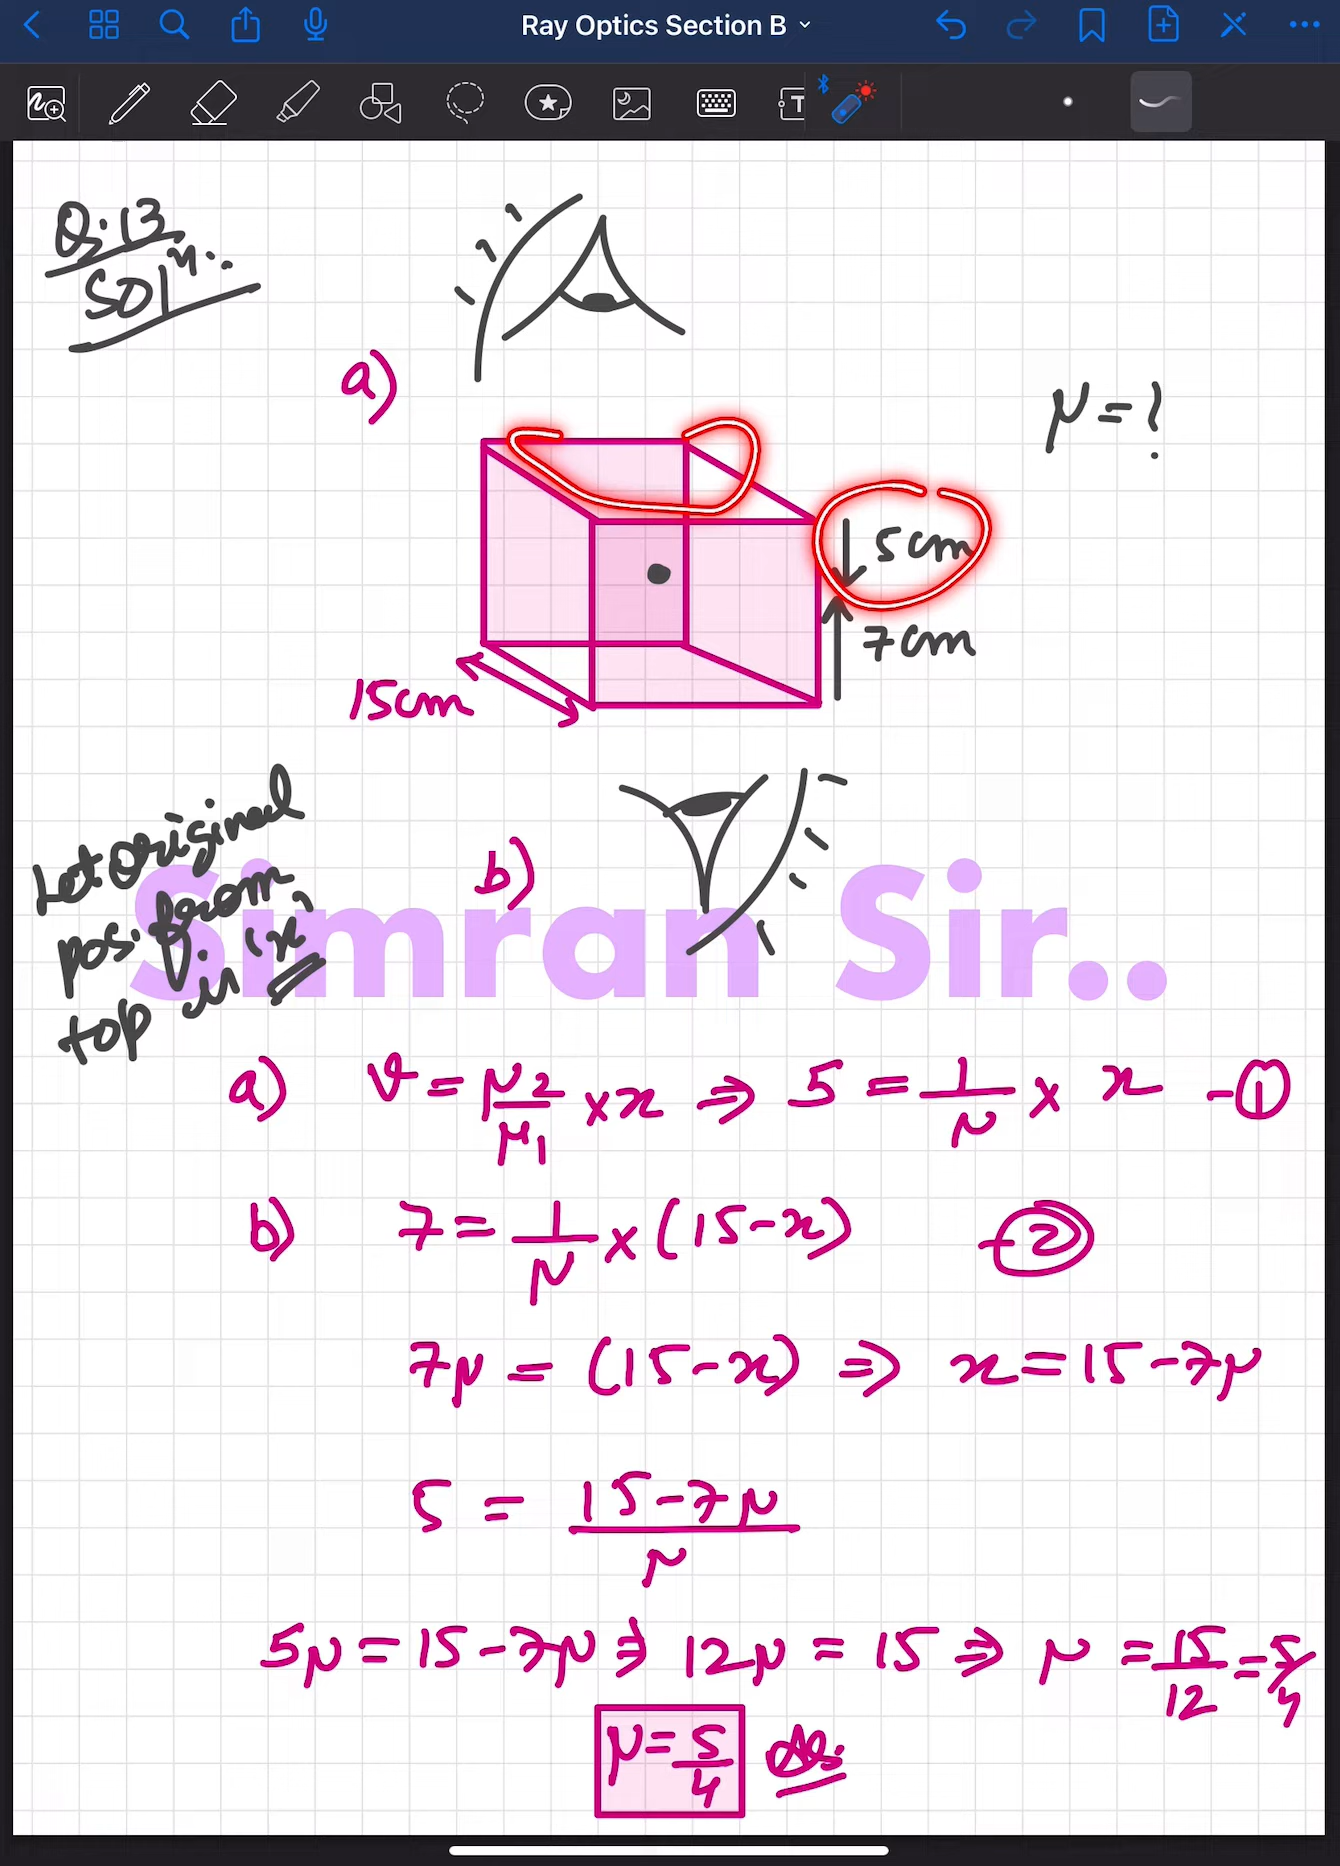 Ray Optics Section B
Q.13
Solⁿ:
a)
μ = ?
5cm
7cm
15cm
Let original
pos. from
top is 'x'
b)
Simran Sir..
a) v = μ2/μ1 × x ⇒ 5 = 1/μ × x -①
b) 7 = 1/μ × (15-x) -②
7μ = (15-x) ⇒ x = 15-7μ
5 = 15-7μ/μ
5μ = 15-7μ ⇒ 12μ = 15 ⇒ μ = 15/12 = 5/4
μ = 5/4 Ans